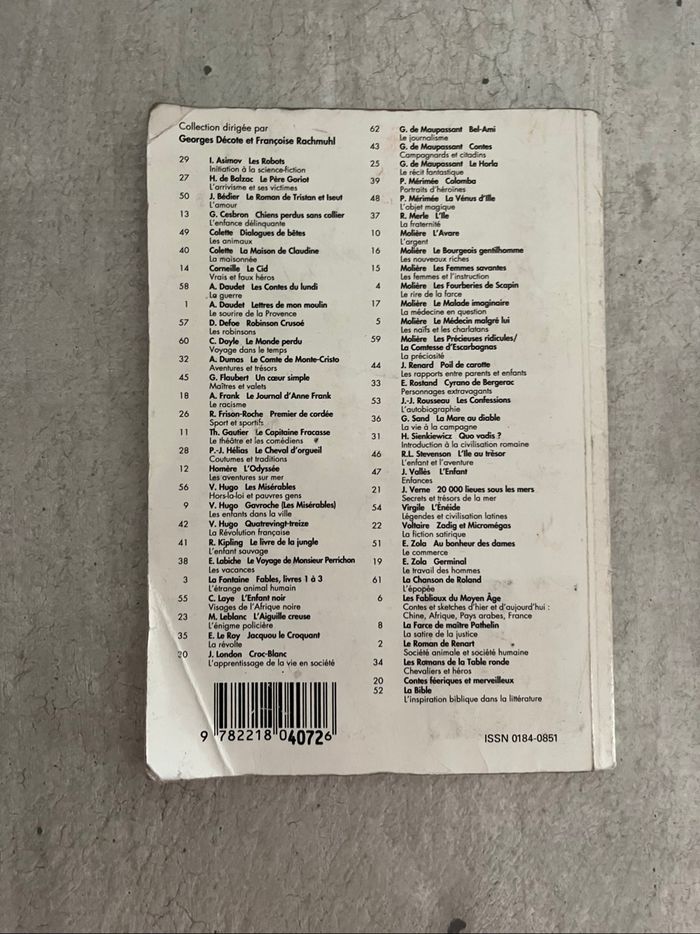 Collection dirigée par
Georges Décote et Françoise Rachmuhl
29 I. Asimov Les Robots
Initiation à la science-fiction
27 H. de Balzac Le Père Goriot
L'arrivisme et ses victimes
50 J. Bédier Le Roman de Tristan et Iseut
L'amour
13 G. Cesbron Chiens perdus sans collier
L'enfance délinquante
49 Colette Dialogues de bêtes
Les animaux
40 Colette La Maison de Claudine
La maisonnée
14 Corneille Le Cid
Vrais et faux héros
58 A. Daudet Les Contes du lundi
La guerre
1 A. Daudet Lettres de mon moulin
Le sourire de la Provence
57 D. Defoe Robinson Crusoé
Les robinsons
60 C. Doyle Le Monde perdu
Voyage dans le temps
32 A. Dumas Le Comte de Monte-Cristo
Aventures et trésors
45 G. Flaubert Un cœur simple
Maîtres et valets
18 A. Frank Le Journal d'Anne Frank
Le racisme
26 R. Frison-Roche Premier de cordée
Sport et sportifs
11 Th. Gautier Le Capitaine Fracasse
Le théâtre et les comédiens
28 P.-J. Hélias Le Cheval d'orgueil
Coutumes et traditions
12 Homère L'Odyssée
Les aventures sur mer
56 V. Hugo Les Misérables
Hors-la-loi et pauvres gens
9 V. Hugo Gavroche (Les Misérables)
Les enfants dans la ville
42 V. Hugo Quatrevingt-treize
La Révolution française
41 R. Kipling Le livre de la jungle
L'enfant sauvage
38 E. Labiche Le Voyage de Monsieur Perrichon
Les vacances
3 La Fontaine Fables, livres 1 à 3
L'étrange animal humain
55 C. Laye L'Enfant noir
Visages de l'Afrique noire
23 M. Leblanc L'Aiguille creuse
L'énigme policière
35 E. Le Roy Jacquou le Croquant
La révolte
20 J. London Croc-Blanc
L'apprentissage de la vie en société
62 G. de Maupassant Bel-Ami
Le journalisme
43 G. de Maupassant Contes
Campagnards et citadins
25 G. de Maupassant Le Horla
Le récit fantastique
39 P. Mérimée Colomba
Portraits d'héroïnes
48 P. Mérimée La Vénus d'Ille
L'objet magique
37 R. Merle L'Ile
La fraternité
10 Molière L'Avare
L'argent
16 Molière Le Bourgeois gentilhomme
Les nouveaux riches
15 Molière Les Femmes savantes
Les femmes et l'instruction
4 Molière Les Fourberies de Scapin
Le rire de la farce
17 Molière Le Malade imaginaire
La médecine en question
5 Molière Le Médecin malgré lui
Les naïfs et les charlatans
59 Molière Les Précieuses ridicules/
La Comtesse d'Escarbagnas
La préciosité
44 J. Renard Poil de carotte
Les rapports entre parents et enfants
33 E. Rostand Cyrano de Bergerac
Personnages extravagants
53 J.-J. Rousseau Les Confessions
L'autobiographie
36 G. Sand La Mare au diable
La vie à la campagne
31 H. Sienkiewicz Quo vadis ?
Introduction à la civilisation romaine
46 R.L. Stevenson L'Ile au trésor
L'enfant et l'aventure
47 J. Vallès L'Enfant
Enfances
21 J. Verne 20 000 lieues sous les mers
Secrets et trésors de la mer
54 Virgile L'Énéide
Légendes et civilisation latines
22 Voltaire Zadig et Micromégas
La fiction satirique
51 E. Zola Au bonheur des dames
Le commerce
19 E. Zola Germinal
Le travail des hommes
61 La Chanson de Roland
L'épopée
6 Les Fabliaux du Moyen Âge
Contes et sketches d'hier et d'aujourd'hui :
Chine, Afrique, Pays arabes, France
8 La Farce de maître Pathelin
La satire de la justice
2 Le Roman de Renart
Société animale et société humaine
34 Les Romans de la Table ronde
Chevaliers et héros
20 Contes féeriques et merveilleux
52 La Bible
L'inspiration biblique dans la littérature
9 782218 040726
ISSN 0184-0851